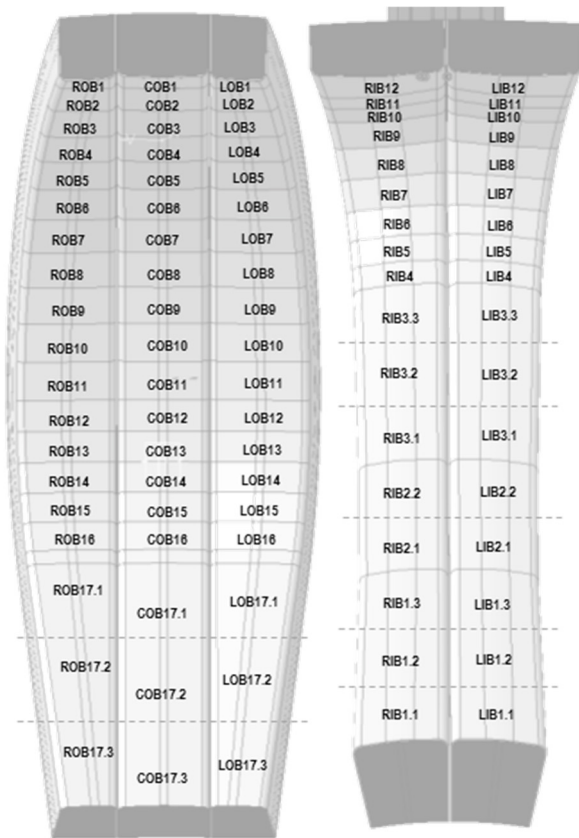 ROB1 COB1 LOB1
ROB2 COB2 LOB2
ROB3 COB3 LOB3
ROB4 COB4 LOB4
ROB5 COB5 LOB5
ROB6 COB6 LOB6
ROB7 COB7 LOB7
ROB8 COB8 LOB8
ROB9 COB9 LOB9
ROB10 COB10 LOB10
ROB11 COB11 LOB11
ROB12 COB12 LOB12
ROB13 COB13 LOB13
ROB14 COB14 LOB14
ROB15 COB15 LOB15
ROB16 COB16 LOB16
ROB17.1 COB17.1 LOB17.1
ROB17.2 COB17.2 LOB17.2
ROB17.3 COB17.3 LOB17.3
RIB12 LIB12
RIB11 LIB11
RIB10 LIB10
RIB9 LIB9
RIB8 LIB8
RIB7 LIB7
RIB6 LIB6
RIB5 LIB5
RIB4 LIB4
RIB3.3 LIB3.3
RIB3.2 LIB3.2
RIB3.1 LIB3.1
RIB2.2 LIB2.2
RIB2.1 LIB2.1
RIB1.3 LIB1.3
RIB1.2 LIB1.2
RIB1.1 LIB1.1